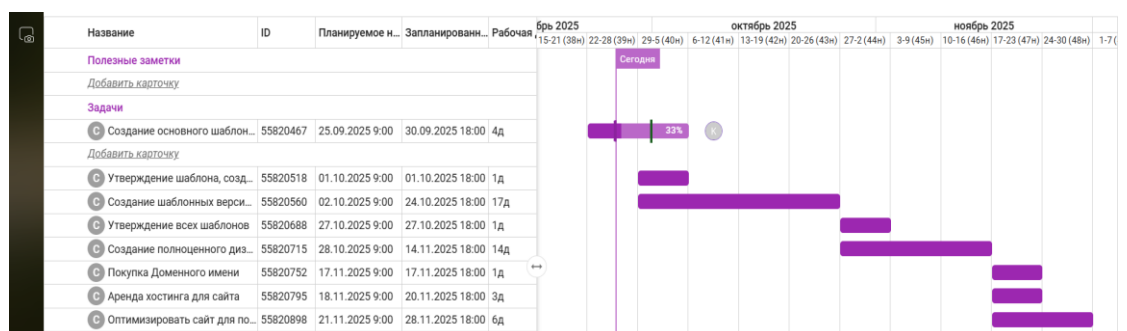 Название ID Планируемое н... Запланированн... Рабочая
брь 2025 октябрь 2025 ноябрь 2025
15-21 (38н) 22-28 (39н) 29-5 (40н) 6-12 (41н) 13-19 (42н) 20-26 (43н) 27-2 (44н) 3-9 (45н) 10-16 (46н) 17-23 (47н) 24-30 (48н) 1-7 (
Полезные заметки Сегодня
Добавить карточку
Задачи
С Создание основного шаблон... 55820467 25.09.2025 9:00 30.09.2025 18:00 4д 33% К
Добавить карточку
С Утверждение шаблона, созд... 55820518 01.10.2025 9:00 01.10.2025 18:00 1д
С Создание шаблонных верси... 55820560 02.10.2025 9:00 24.10.2025 18:00 17д
С Утверждение всех шаблонов 55820688 27.10.2025 9:00 27.10.2025 18:00 1д
С Создание полноценного диз... 55820715 28.10.2025 9:00 14.11.2025 18:00 14д
С Покупка Доменного имени 55820752 17.11.2025 9:00 17.11.2025 18:00 1д
С Аренда хостинга для сайта 55820795 18.11.2025 9:00 20.11.2025 18:00 3д
С Оптимизировать сайт для по... 55820898 21.11.2025 9:00 28.11.2025 18:00 6д